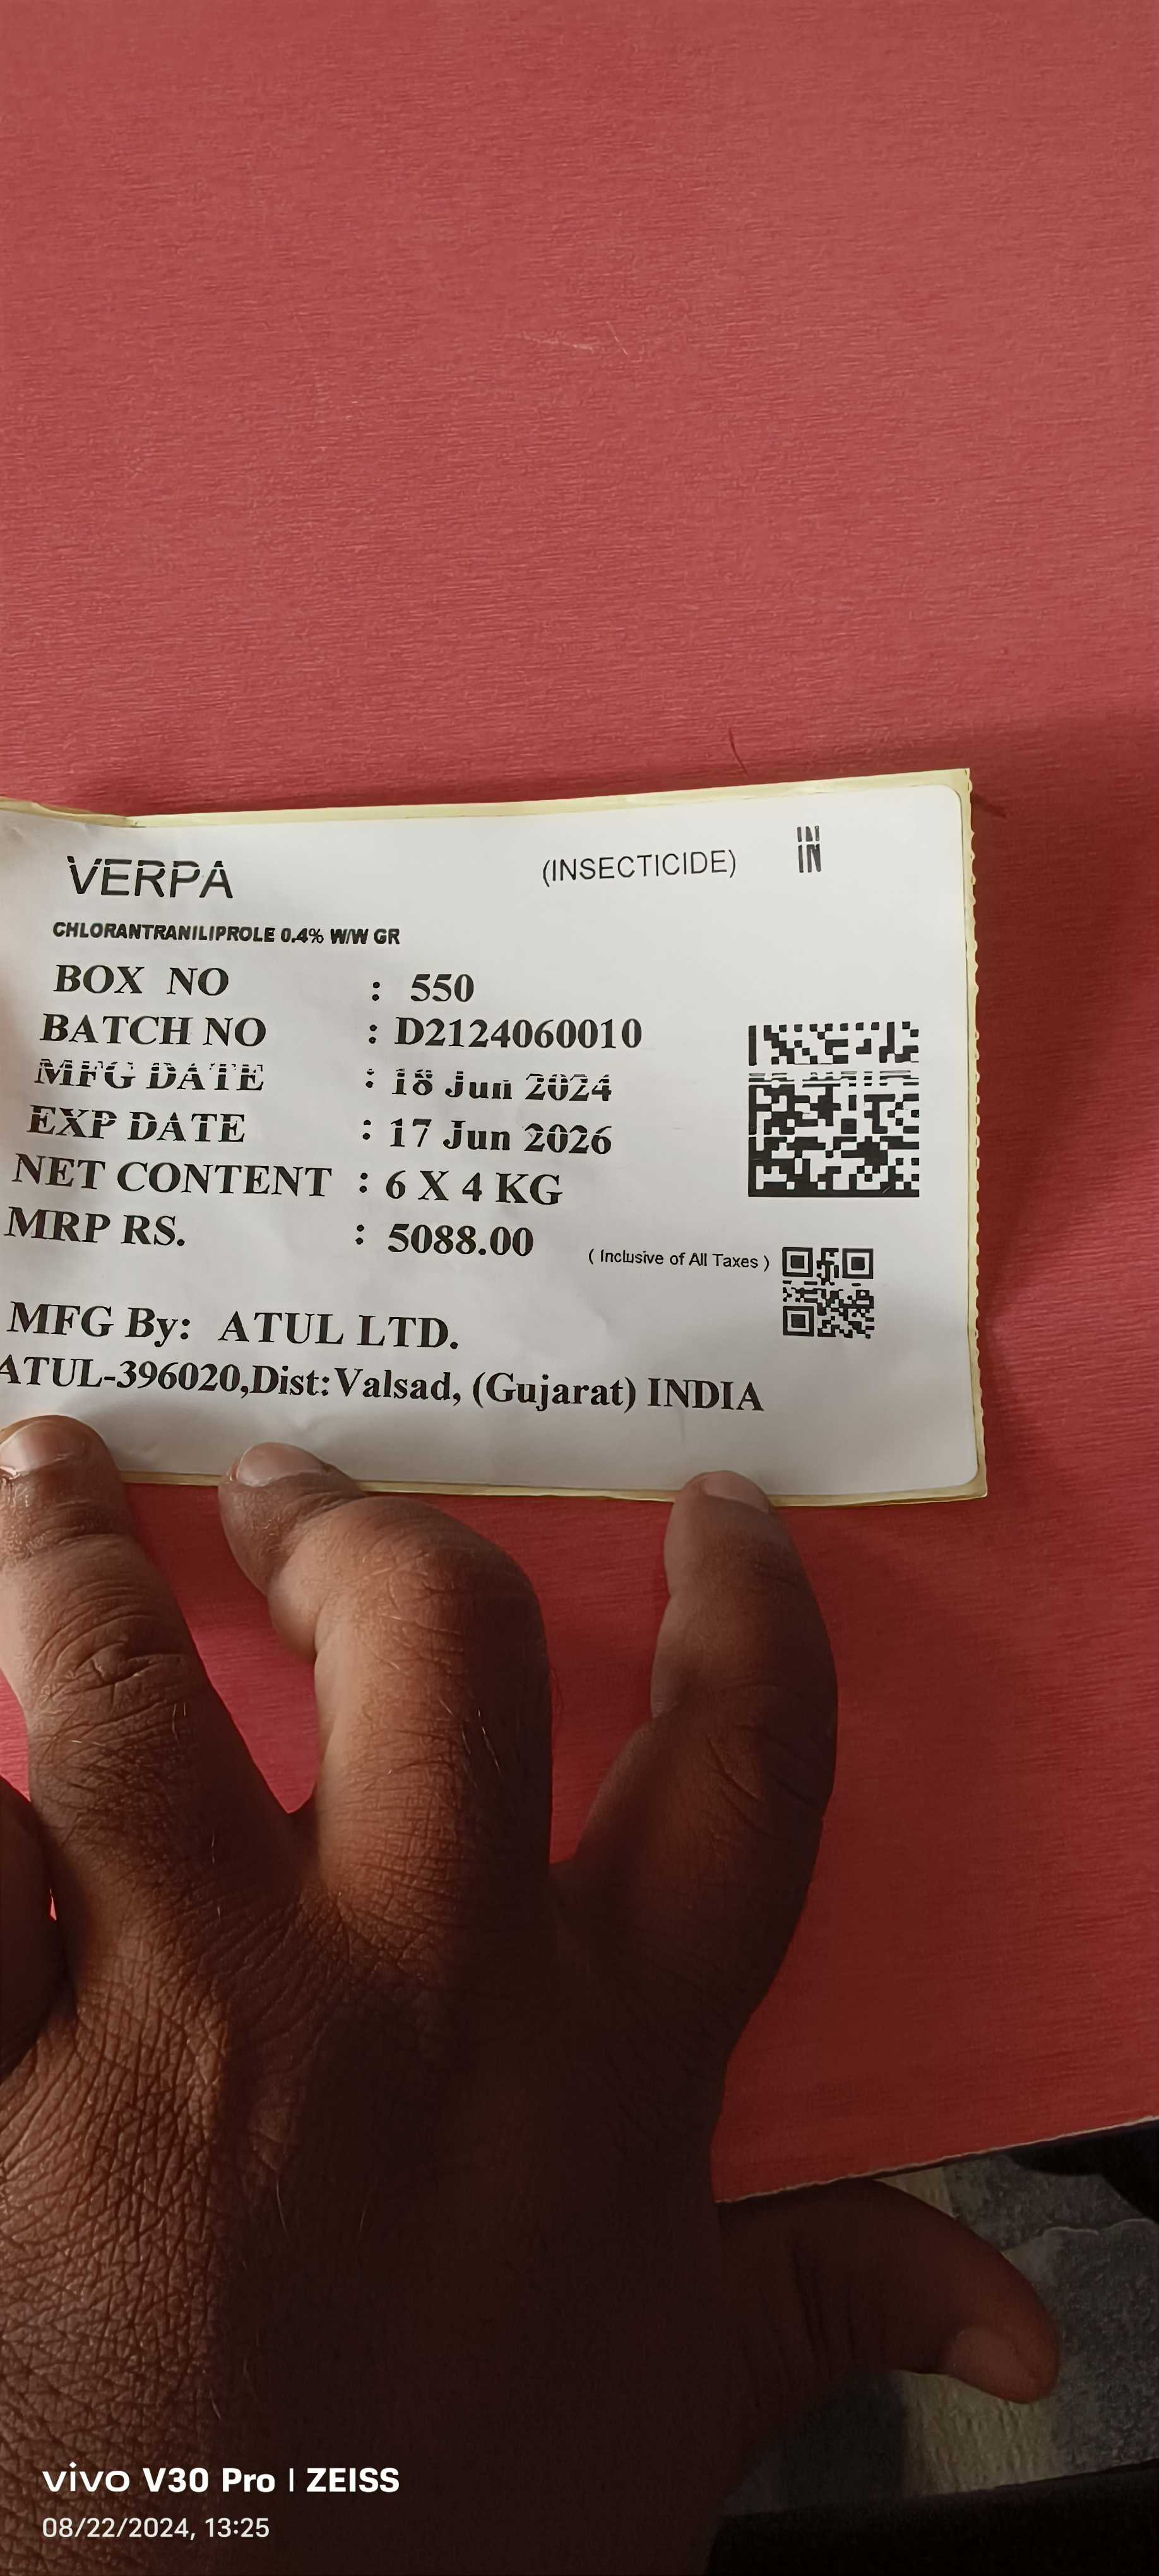 VERPA (INSECTICIDE) IN
CHLORANTRANILIPROLE 0.4% W/W GR
BOX NO : 550
BATCH NO : D2124060010
MFG DATE : 18 Jun 2024
EXP DATE : 17 Jun 2026
NET CONTENT : 6 X 4 KG
MRP RS. : 5088.00 ( Inclusive of All Taxes )
MFG By: ATUL LTD.
ATUL-396020,Dist:Valsad, (Gujarat) INDIA
vivo V30 Pro | ZEISS
08/22/2024, 13:25